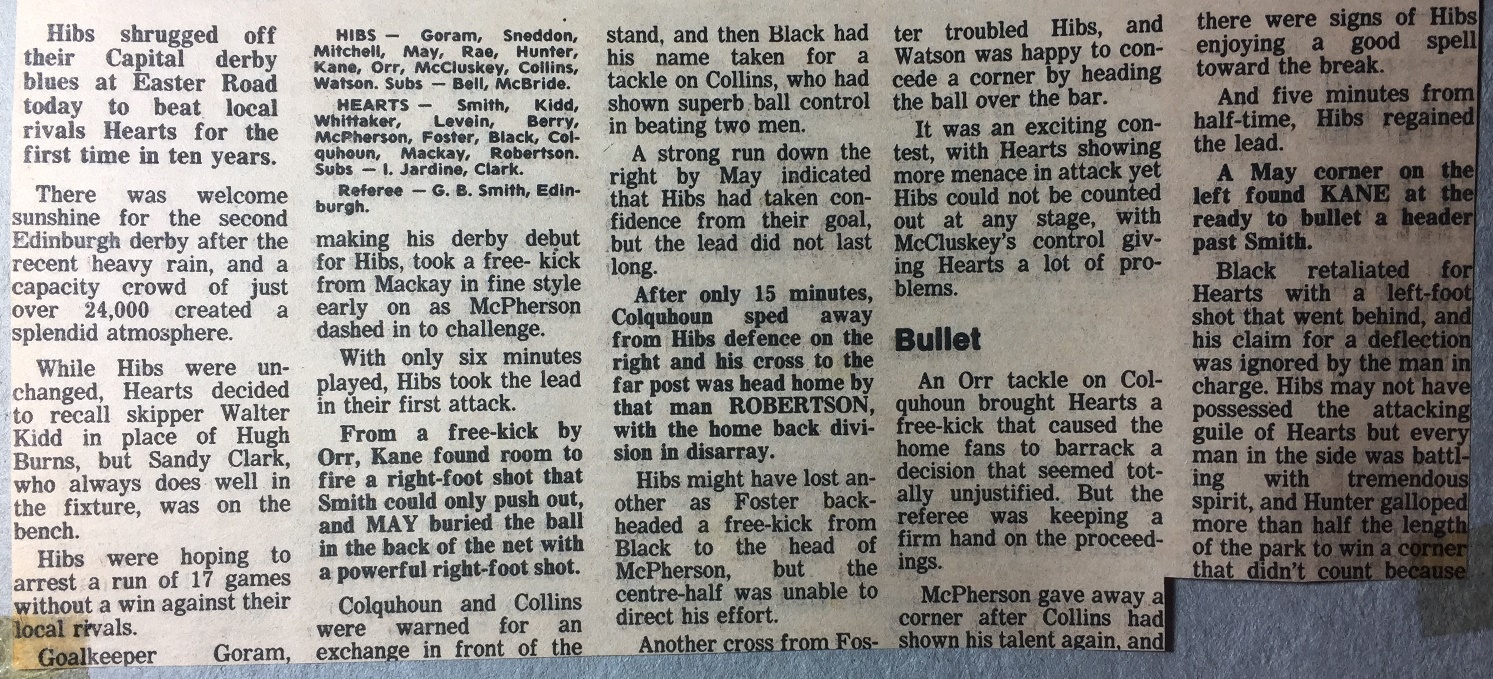 Hibs shrugged off
their Capital derby
blues at Easter Road
today to beat local
rivals Hearts for the
first time in ten years.
There was welcome
sunshine for the second
Edinburgh derby after the
recent heavy rain, and a
capacity crowd of just
over 24,000 created a
splendid atmosphere.
While Hibs were un-
changed, Hearts decided
to recall skipper Walter
Kidd in place of Hugh
Burns, but Sandy Clark,
who always does well in
the fixture, was on the
bench.
Hibs were hoping to
arrest a run of 17 games
without a win against their
local rivals.
Goalkeeper Goram,
HIBS — Goram, Sneddon,
Mitchell, May, Rae, Hunter,
Kane, Orr, McCluskey, Collins,
Watson. Subs — Bell, McBride.
HEARTS — Smith, Kidd,
Whittaker, Levein, Berry,
McPherson, Foster, Black, Col-
quhoun, Mackay, Robertson.
Subs — I. Jardine, Clark.
Referee — G. B. Smith, Edin-
burgh.
making his derby debut
for Hibs, took a free- kick
from Mackay in fine style
early on as McPherson
dashed in to challenge.
With only six minutes
played, Hibs took the lead
in their first attack.
From a free-kick by
Orr, Kane found room to
fire a right-foot shot that
Smith could only push out,
and MAY buried the ball
in the back of the net with
a powerful right-foot shot.
Colquhoun and Collins
were warned for an
exchange in front of the
stand, and then Black had
his name taken for a
tackle on Collins, who had
shown superb ball control
in beating two men.
A strong run down the
right by May indicated
that Hibs had taken con-
fidence from their goal,
but the lead did not last
long.
After only 15 minutes,
Colquhoun sped away
from Hibs defence on the
right and his cross to the
far post was head home by
that man ROBERTSON,
with the home back divi-
sion in disarray.
Hibs might have lost an-
other as Foster back-
headed a free-kick from
Black to the head of
McPherson, but the
centre-half was unable to
direct his effort.
Another cross from Fos-
ter troubled Hibs, and
Watson was happy to con-
cede a corner by heading
the ball over the bar.
It was an exciting con-
test, with Hearts showing
more menace in attack yet
Hibs could not be counted
out at any stage, with
McCluskey's control giv-
ing Hearts a lot of pro-
blems.
Bullet
An Orr tackle on Col-
quhoun brought Hearts a
free-kick that caused the
home fans to barrack a
decision that seemed tot-
ally unjustified. But the
referee was keeping a
firm hand on the proceed-
ings.
McPherson gave away a
corner after Collins had
shown his talent again, and
there were signs of Hibs
enjoying a good spell
toward the break.
And five minutes from
half-time, Hibs regained
the lead.
A May corner on the
left found KANE at the
ready to bullet a header
past Smith.
Black retaliated for
Hearts with a left-foot
shot that went behind, and
his claim for a deflection
was ignored by the man in
charge. Hibs may not have
possessed the attacking
guile of Hearts but every
man in the side was battl-
ing with tremendous
spirit, and Hunter galloped
more than half the length
of the park to win a corner
that didn't count because